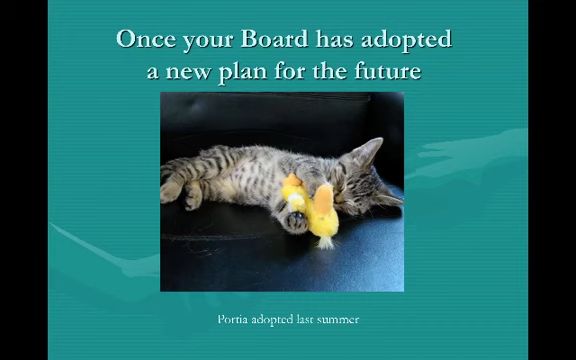 Once your Board has adopted
a new plan for the future
Portia adopted last summer